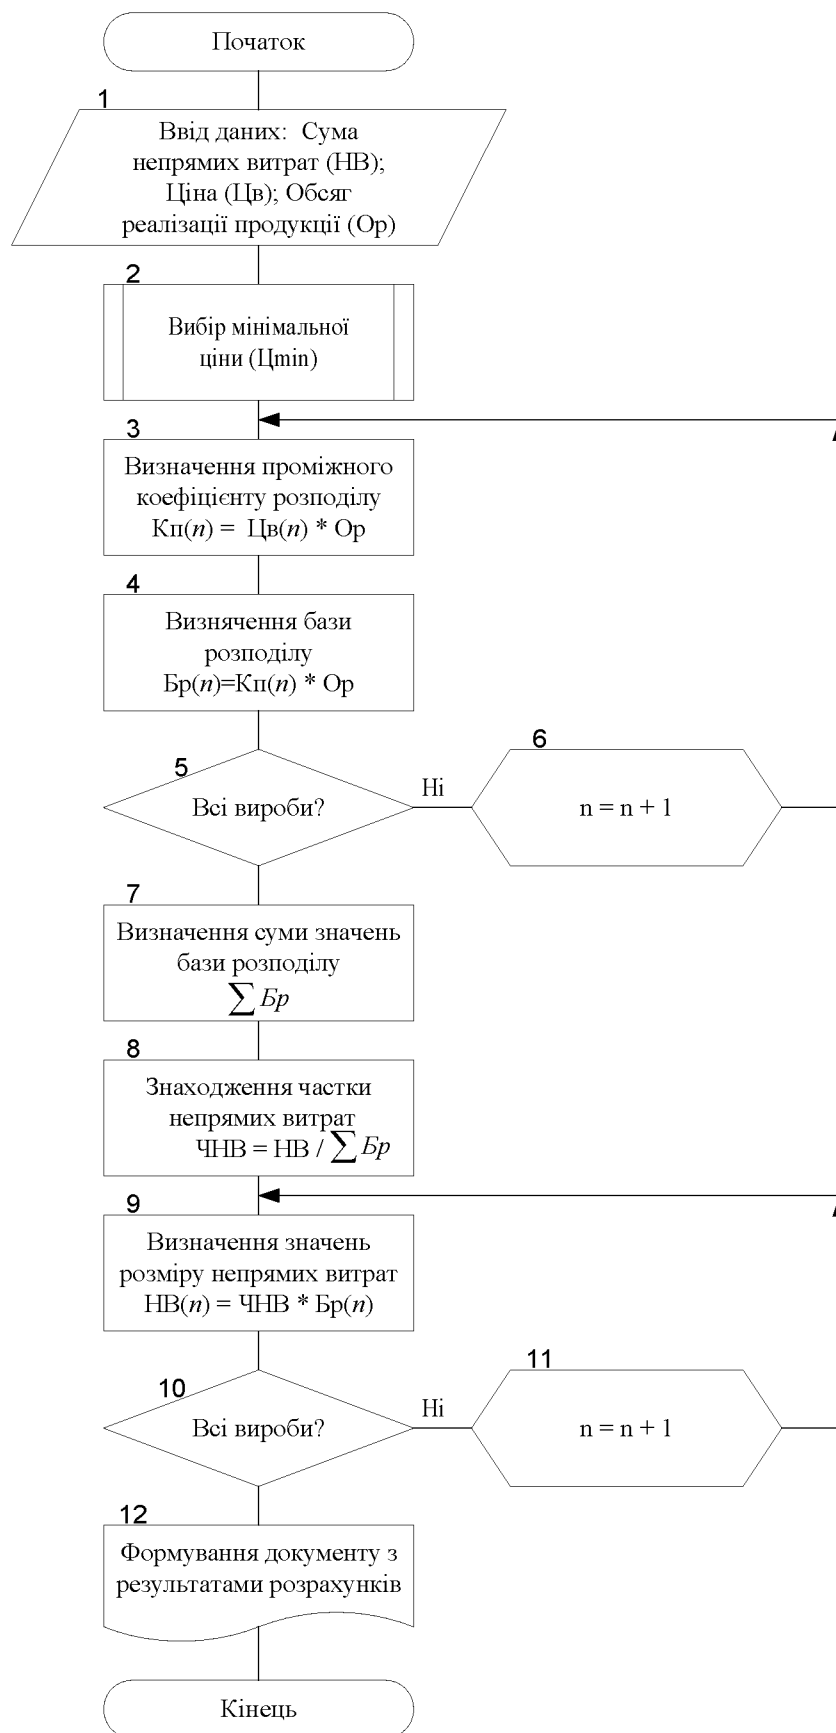 Початок
1
Ввід даних: Сума
непрямих витрат (НВ);
Ціна (Цв); Обсяг
реалізації продукції (Ор)
2
Вибір мінімальної
ціни (Цmin)
3
Визначення проміжного
коефіцієнту розподілу
Кп(n) = Цв(n) * Ор
4
Визнячення бази
розподілу
Бр(n)=Кп(n) * Ор
5
Всі вироби?
Ні
6
n = n + 1
7
Визначення суми значень
бази розподілу
∑ Бр
8
Знаходження частки
непрямих витрат
ЧНВ = НВ / ∑ Бр
9
Визначення значень
розміру непрямих витрат
НВ(n) = ЧНВ * Бр(n)
10
Всі вироби?
Ні
11
n = n + 1
12
Формування документу з
результатами розрахунків
Кінець